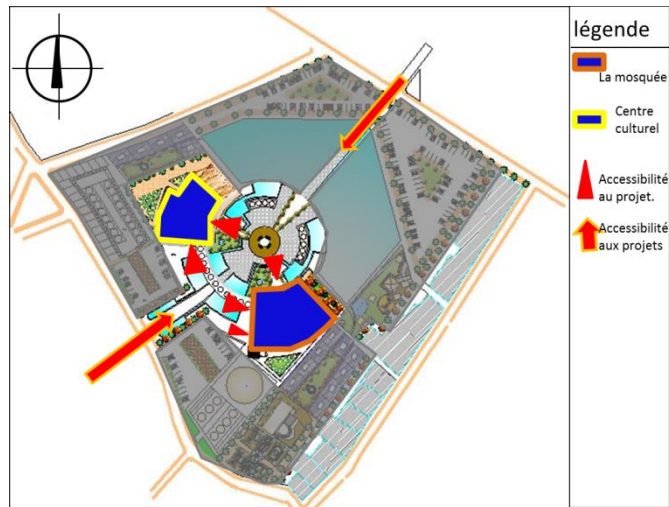 légende
La mosquée
Centre
culturel
Accessibilité
au projet.
Accessibilité
aux projets